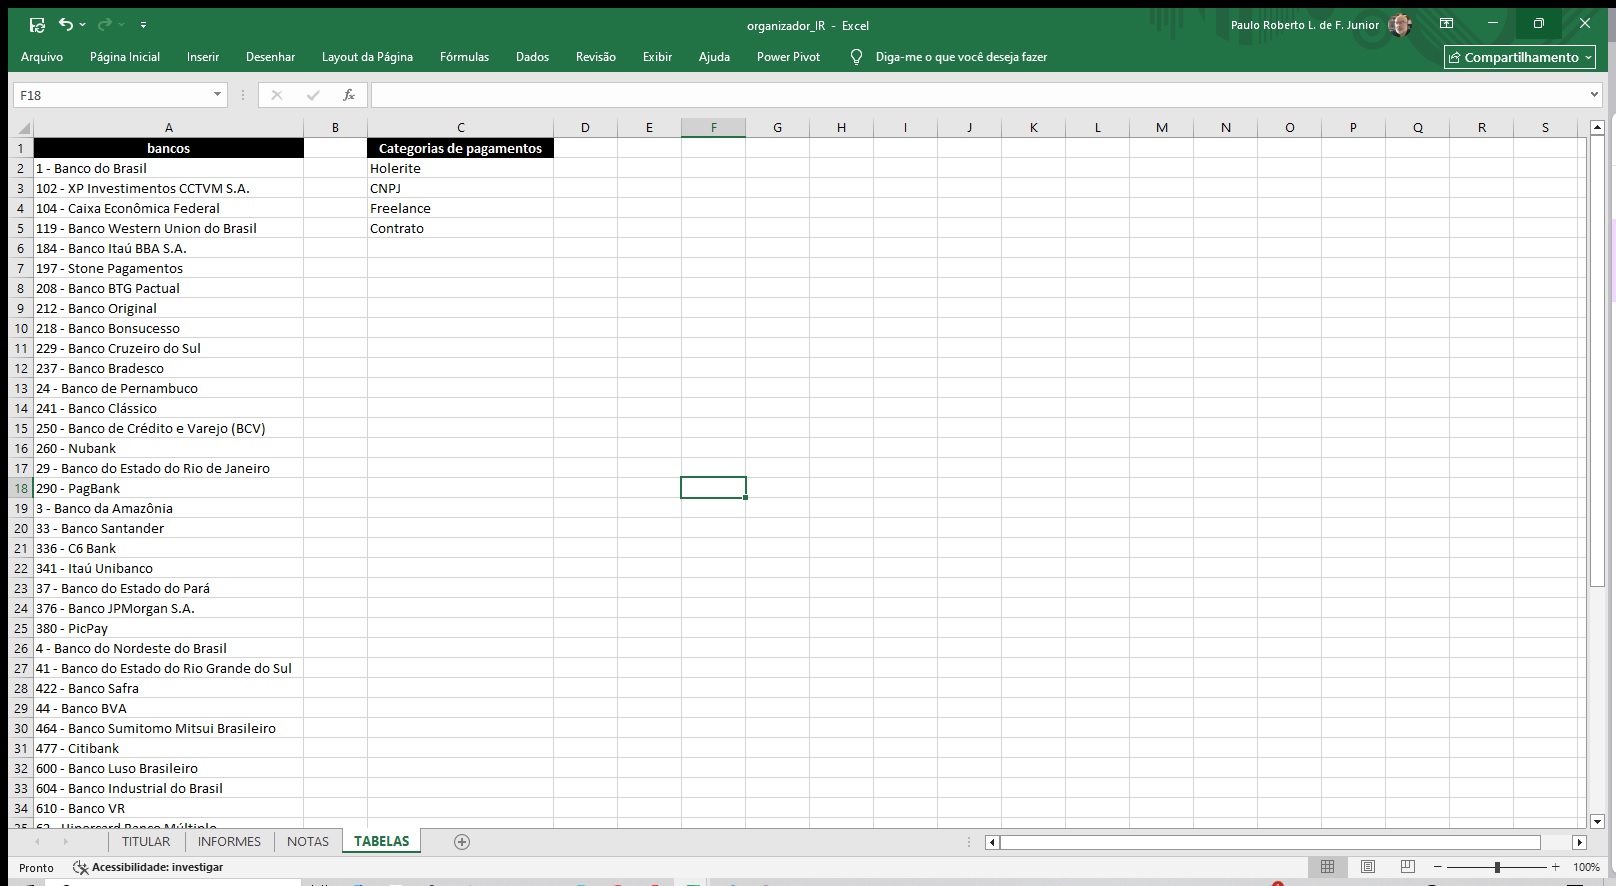 organizador_IR - Excel
Paulo Roberto L. de F. Junior
Arquivo Página Inicial Inserir Desenhar Layout da Página Fórmulas Dados Revisão Exibir Ajuda Power Pivot Diga-me o que você deseja fazer Compartilhamento
F18 fx
A B C D E F G H I J K L M N O P Q R S
1 bancos Categorias de pagamentos
2 1 - Banco do Brasil Holerite
3 102 - XP Investimentos CCTVM S.A. CNPJ
4 104 - Caixa Econômica Federal Freelance
5 119 - Banco Western Union do Brasil Contrato
6 184 - Banco Itaú BBA S.A.
7 197 - Stone Pagamentos
8 208 - Banco BTG Pactual
9 212 - Banco Original
10 218 - Banco Bonsucesso
11 229 - Banco Cruzeiro do Sul
12 237 - Banco Bradesco
13 24 - Banco de Pernambuco
14 241 - Banco Clássico
15 250 - Banco de Crédito e Varejo (BCV)
16 260 - Nubank
17 29 - Banco do Estado do Rio de Janeiro
18 290 - PagBank
19 3 - Banco da Amazônia
20 33 - Banco Santander
21 336 - C6 Bank
22 341 - Itaú Unibanco
23 37 - Banco do Estado do Pará
24 376 - Banco JPMorgan S.A.
25 380 - PicPay
26 4 - Banco do Nordeste do Brasil
27 41 - Banco do Estado do Rio Grande do Sul
28 422 - Banco Safra
29 44 - Banco BVA
30 464 - Banco Sumitomo Mitsui Brasileiro
31 477 - Citibank
32 600 - Banco Luso Brasileiro
33 604 - Banco Industrial do Brasil
34 610 - Banco VR
TITULAR INFORMES NOTAS TABELAS
Pronto Acessibilidade: investigar 100%